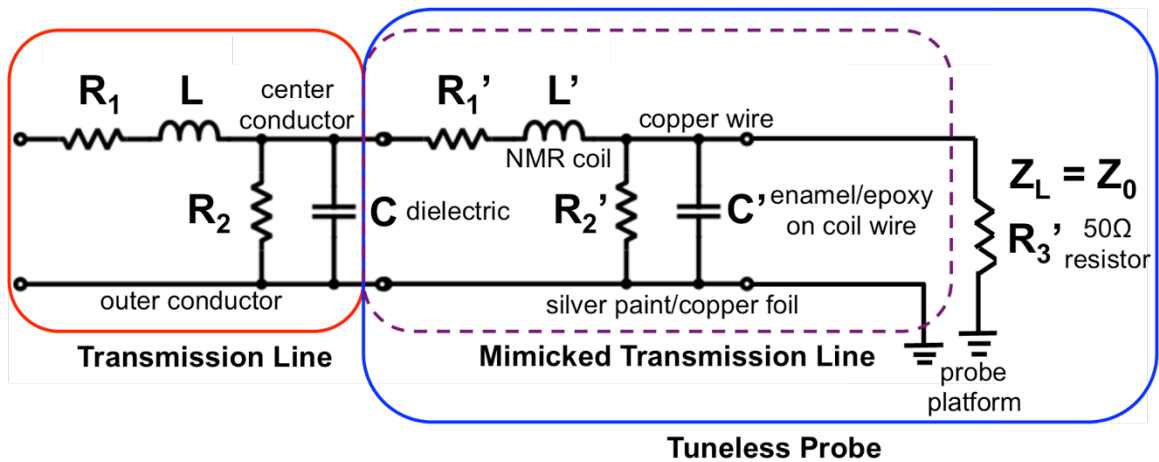 R1
L
center
conductor
R2
C
dielectric
outer conductor
Transmission Line
R1’
L’
NMR coil
copper wire
R2’
C’
enamel/epoxy
on coil wire
silver paint/copper foil
Mimicked Transmission Line
ZL = Z0
R3’
50Ω
resistor
probe
platform
Tuneless Probe